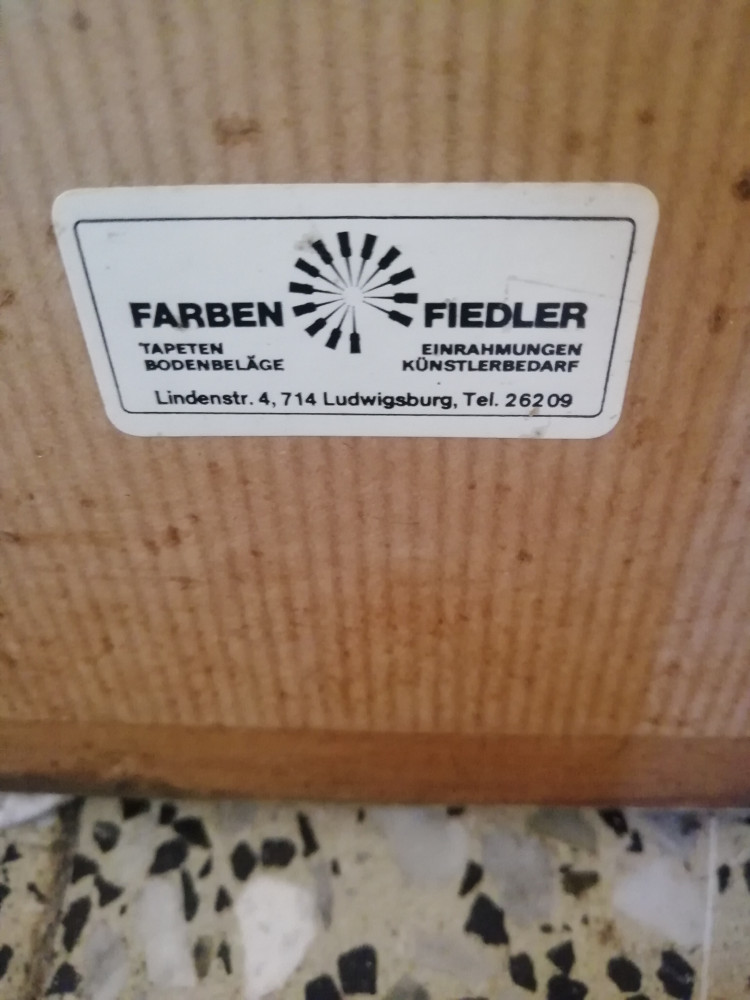 FARBEN FIEDLER
TAPETEN EINRAHMUNGEN
BODENBELÄGE KÜNSTLERBEDARF
Lindenstr. 4, 714 Ludwigsburg, Tel. 26209